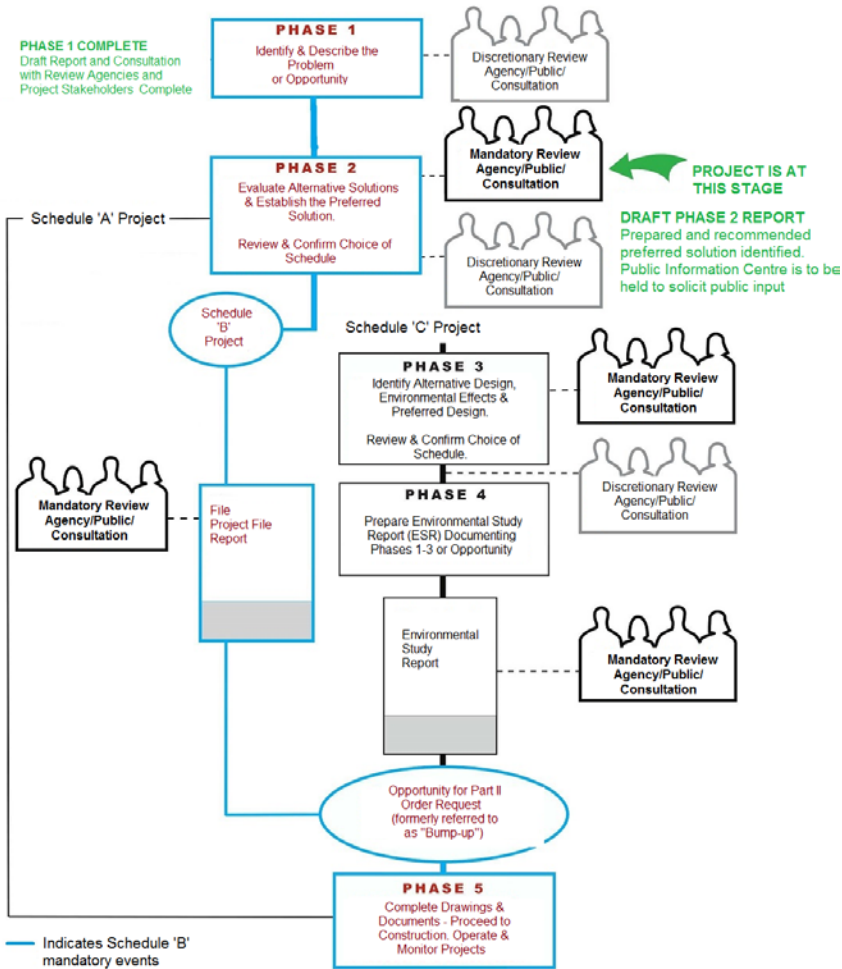 PHASE 1
Identify & Describe the
Problem
or Opportunity
PHASE 1 COMPLETE
Draft Report and Consultation
with Review Agencies and
Project Stakeholders Complete
Discretionary Review
Agency/Public/
Consultation
PHASE 2
Evaluate Alternative Solutions
& Establish the Preferred
Solution.
Review & Confirm Choice of
Schedule
Mandatory Review
Agency/Public/
Consultation
PROJECT IS AT
THIS STAGE
DRAFT PHASE 2 REPORT
Prepared and recommended
preferred solution identified.
Public Information Centre is to be
held to solicit public input
Discretionary Review
Agency/Public/
Consultation
Schedule 'A' Project
Schedule
'B'
Project
Schedule 'C' Project
PHASE 3
Identify Alternative Design,
Environmental Effects &
Preferred Design.
Review & Confirm Choice of
Schedule.
Mandatory Review
Agency/Public/
Consultation
Discretionary Review
Agency/Public/
Consultation
PHASE 4
Prepare Environmental Study
Report (ESR) Documenting
Phases 1-3 or Opportunity
Mandatory Review
Agency/Public/
Consultation
File
Project File
Report
Environmental
Study
Report
Mandatory Review
Agency/Public/
Consultation
Opportunity for Part II
Order Request
(formerly referred to
as "Bump-up")
PHASE 5
Complete Drawings &
Documents - Proceed to
Construction. Operate &
Monitor Projects
Indicates Schedule 'B'
mandatory events